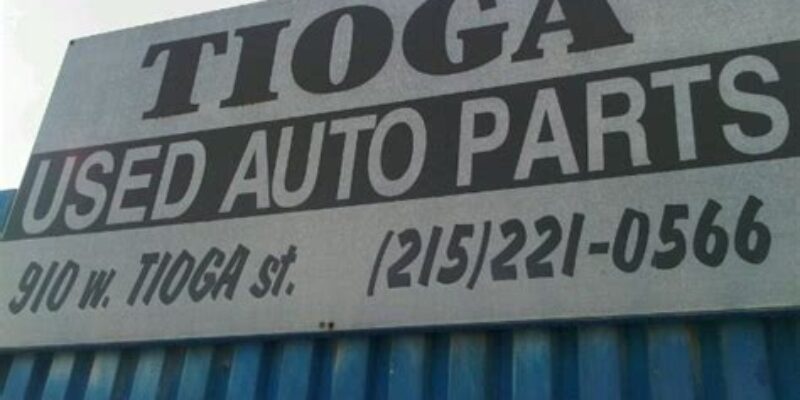 TIOGA
USED AUTO PARTS
910 W. TIOGA St. (215)221-0566